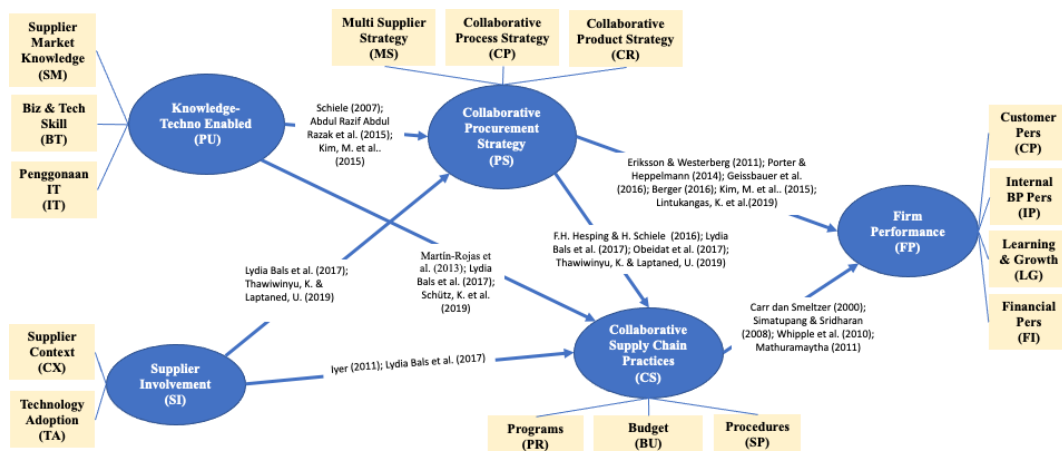 Supplier
Market
Knowledge
(SM)
Biz & Tech
Skill
(BT)
Penggonaan
IT
(IT)
Knowledge-
Techno Enabled
(PU)
Multi Supplier
Strategy
(MS)
Collaborative
Process Strategy
(CP)
Collaborative
Product Strategy
(CR)
Schiele (2007);
Abdul Razif Abdul
Razak et al. (2015);
Kim, M. et al..
(2015)
Collaborative
Procurement
Strategy
(PS)
Eriksson & Westerberg (2011); Porter &
Heppelmann (2014); Geissbauer et al.
(2016); Berger (2016); Kim, M. et al.. (2015);
Lintukangas, K. et al.(2019)
Customer
Pers
(CP)
Internal
BP Pers
(IP)
Learning
& Growth
(LG)
Financial
Pers
(FI)
Firm
Performance
(FP)
Lydia Bals et al. (2017);
Thawiwinyu, K. &
Laptaned, U. (2019)
Martín-Rojas et
al. (2013); Lydia
Bals et al. (2017);
Schütz, K. et al.
(2019)
F.H. Hesping & H. Schiele (2016); Lydia
Bals et al. (2017); Obeidat et al. (2017);
Thawiwinyu, K. & Laptaned, U. (2019)
Carr dan Smeltzer (2000);
Simatupang & Sridharan
(2008); Whipple et al. (2010);
Mathuramaytha (2011)
Supplier
Context
(CX)
Technology
Adoption
(TA)
Supplier
Involvement
(SI)
Iyer (2011); Lydia Bals et al. (2017)
Collaborative
Supply Chain
Practices
(CS)
Programs
(PR)
Budget
(BU)
Procedures
(SP)